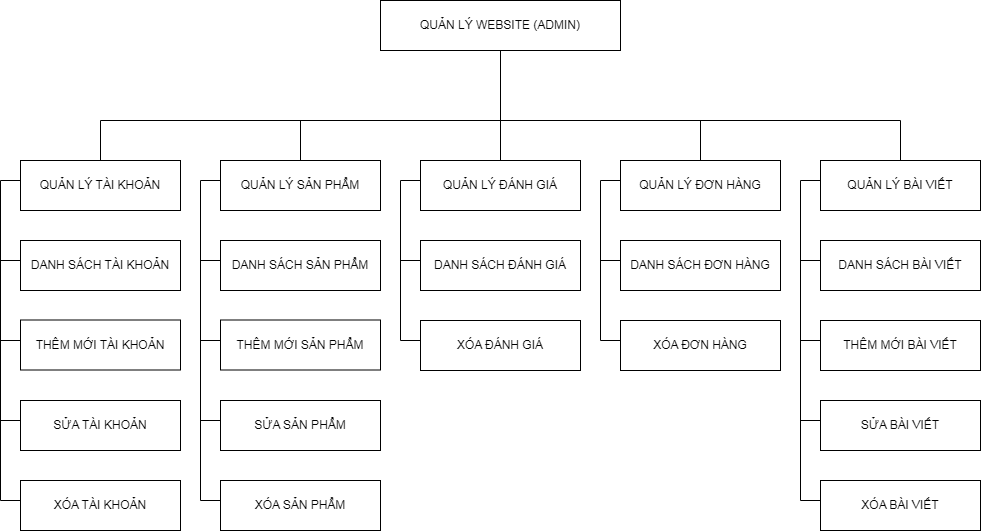 QUẢN LÝ WEBSITE (ADMIN)
QUẢN LÝ TÀI KHOẢN
QUẢN LÝ SẢN PHẨM
QUẢN LÝ ĐÁNH GIÁ
QUẢN LÝ ĐƠN HÀNG
QUẢN LÝ BÀI VIẾT
DANH SÁCH TÀI KHOẢN
DANH SÁCH SẢN PHẨM
DANH SÁCH ĐÁNH GIÁ
DANH SÁCH ĐƠN HÀNG
DANH SÁCH BÀI VIẾT
THÊM MỚI TÀI KHOẢN
THÊM MỚI SẢN PHẨM
XÓA ĐÁNH GIÁ
XÓA ĐƠN HÀNG
THÊM MỚI BÀI VIẾT
SỬA TÀI KHOẢN
SỬA SẢN PHẨM
SỬA BÀI VIẾT
XÓA TÀI KHOẢN
XÓA SẢN PHẨM
XÓA BÀI VIẾT